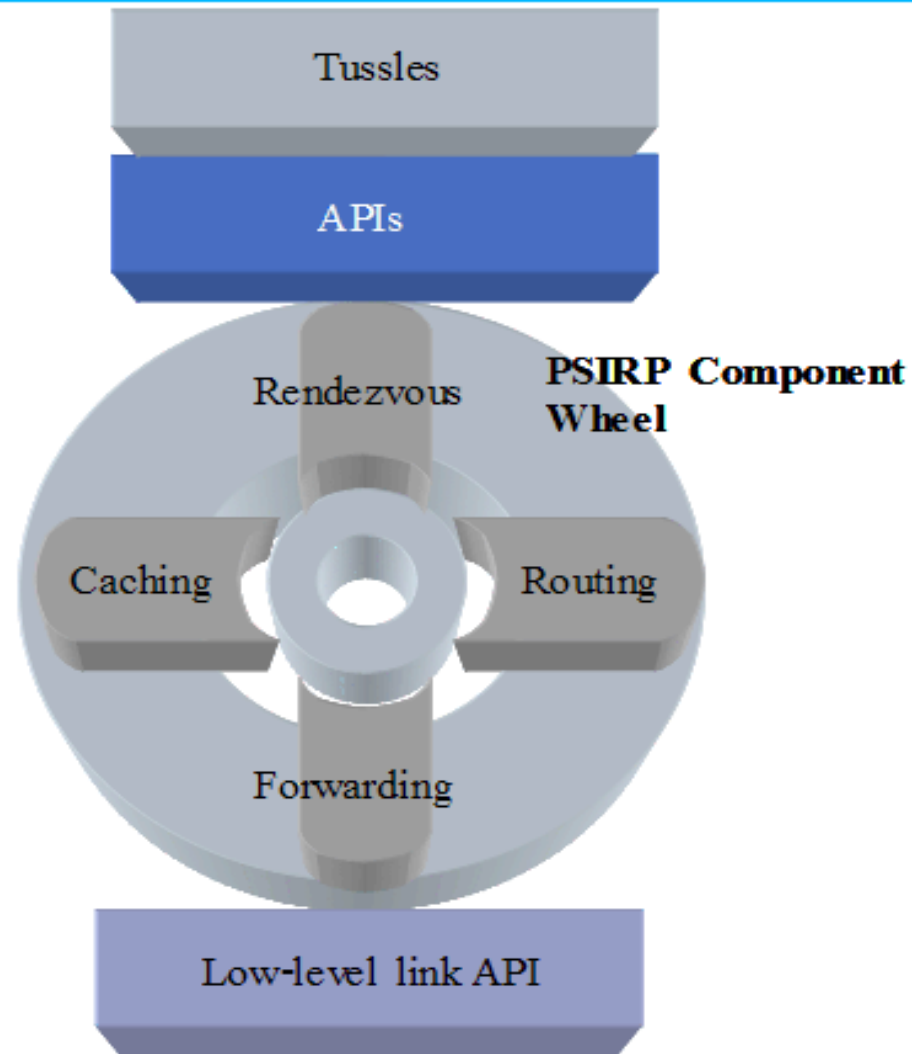 Tussles
APIs
Rendezvous
PSIRP Component
Wheel
Caching
Routing
Forwarding
Low-level link API